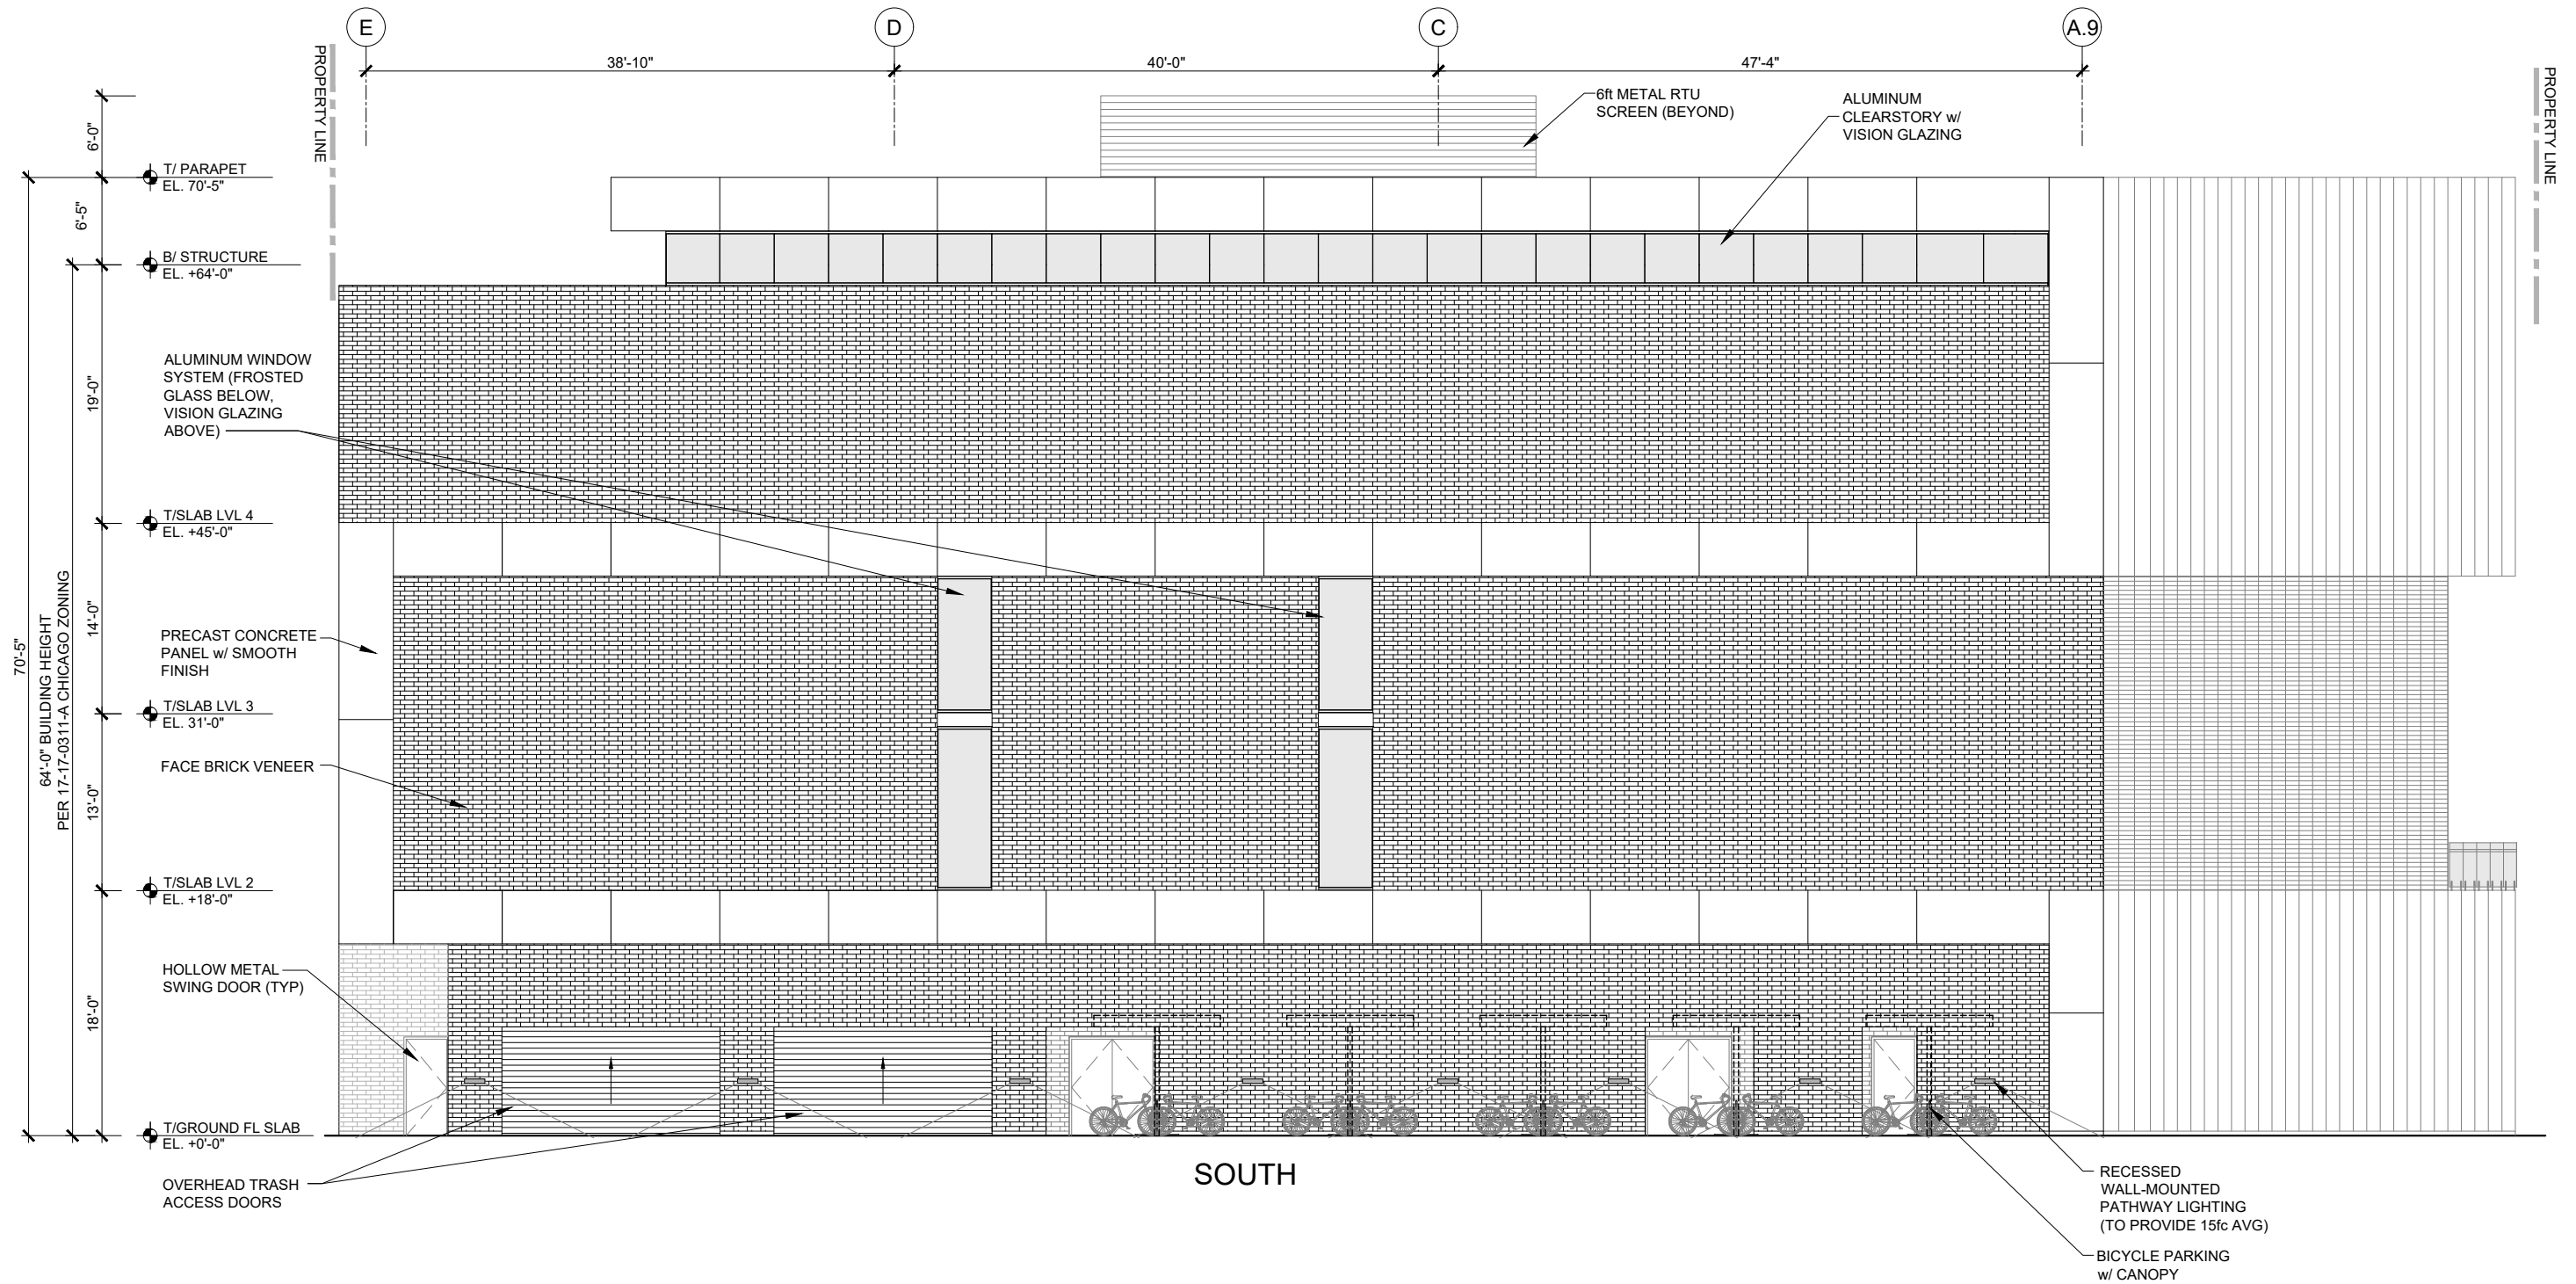 E
D
C
A.9
38'-10"
40'-0"
47'-4"
PROPERTY LINE
PROPERTY LINE
6ft METAL RTU
SCREEN (BEYOND)
ALUMINUM
CLEARSTORY w/
VISION GLAZING
6'-0"
T/ PARAPET
EL. 70'-5"
6'-5"
B/ STRUCTURE
EL. +64'-0"
ALUMINUM WINDOW
SYSTEM (FROSTED
GLASS BELOW,
VISION GLAZING
ABOVE)
19'-0"
T/SLAB LVL 4
EL. +45'-0"
14'-0"
70'-5"
64'-0" BUILDING HEIGHT
PER 17-17-0311-A CHICAGO ZONING
PRECAST CONCRETE
PANEL w/ SMOOTH
FINISH
T/SLAB LVL 3
EL. 31'-0"
FACE BRICK VENEER
13'-0"
T/SLAB LVL 2
EL. +18'-0"
HOLLOW METAL
SWING DOOR (TYP)
18'-0"
T/GROUND FL SLAB
EL. +0'-0"
OVERHEAD TRASH
ACCESS DOORS
SOUTH
RECESSED
WALL-MOUNTED
PATHWAY LIGHTING
(TO PROVIDE 15fc AVG)
BICYCLE PARKING
w/ CANOPY